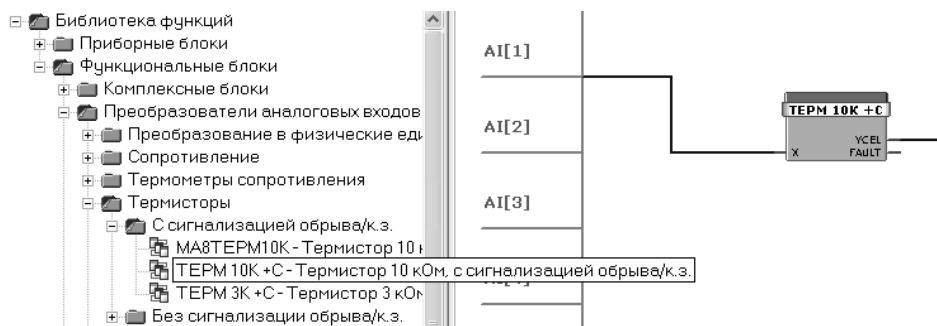 Библиотека функций
Приборные блоки
Функциональные блоки
Комплексные блоки
Преобразователи аналоговых входов
Преобразование в физические еди
Сопротивление
Термометры сопротивления
Термисторы
С сигнализацией обрыва/к.з.
МА8ТЕРМ10К - Термистор 10 к
ТЕРМ 10К +С - Термистор 10 кОм, с сигнализацией обрыва/к.з.
ТЕРМ 3К +С - Термистор 3 кОм
Без сигнализации обрыва/к.з.
AI[1]
AI[2]
AI[3]
ТЕРМ 10К +С
YCEL
X FAULT